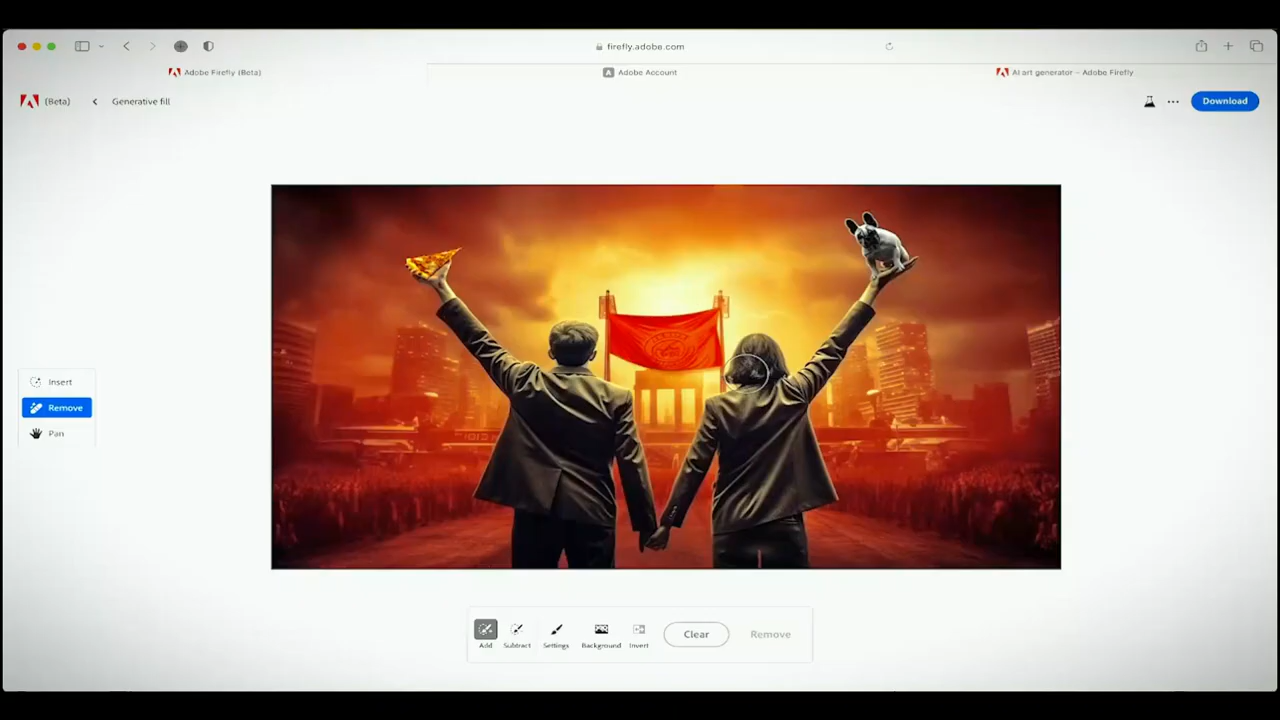 firefly.adobe.com
Adobe Firefly (Beta)
A Adobe Account
AI art generator – Adobe Firefly
(Beta) Generative fill
Download
Insert
Remove
Pan
Add Subtract Settings Background Invert Clear Remove